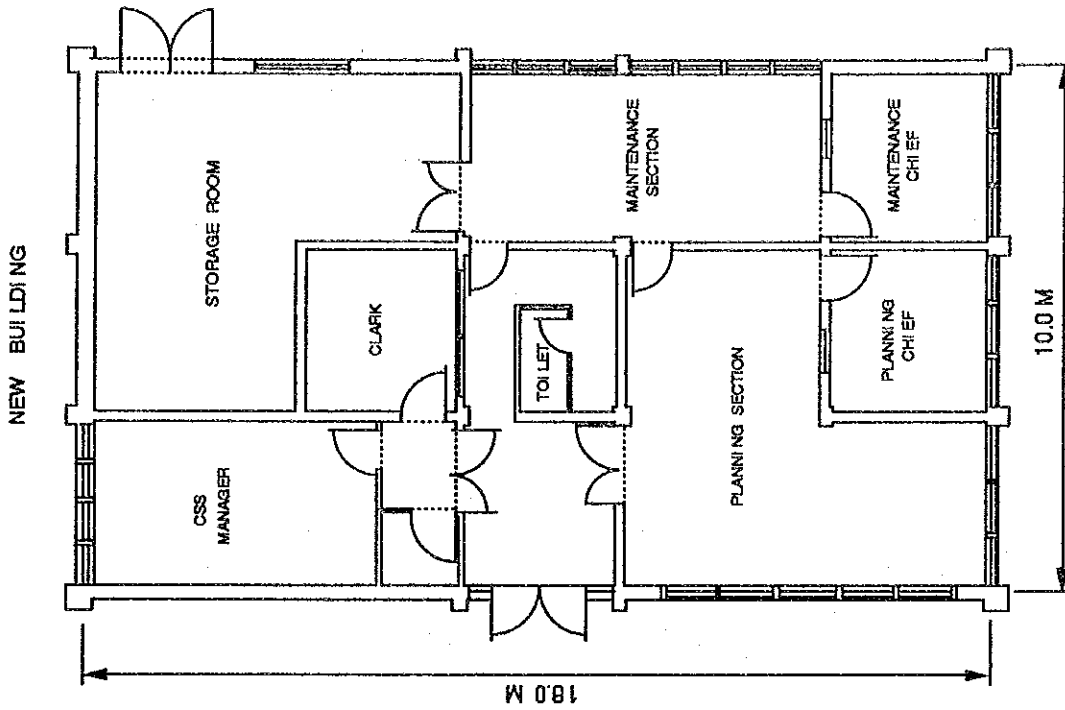 NEW BUILDING
STORAGE ROOM
CLARK
CSS
MANAGER
TOILET
MAINTENANCE
SECTION
PLANNING SECTION
MAINTENANCE
CHIEF
PLANNING
CHIEF
10.0 M
18.0 M